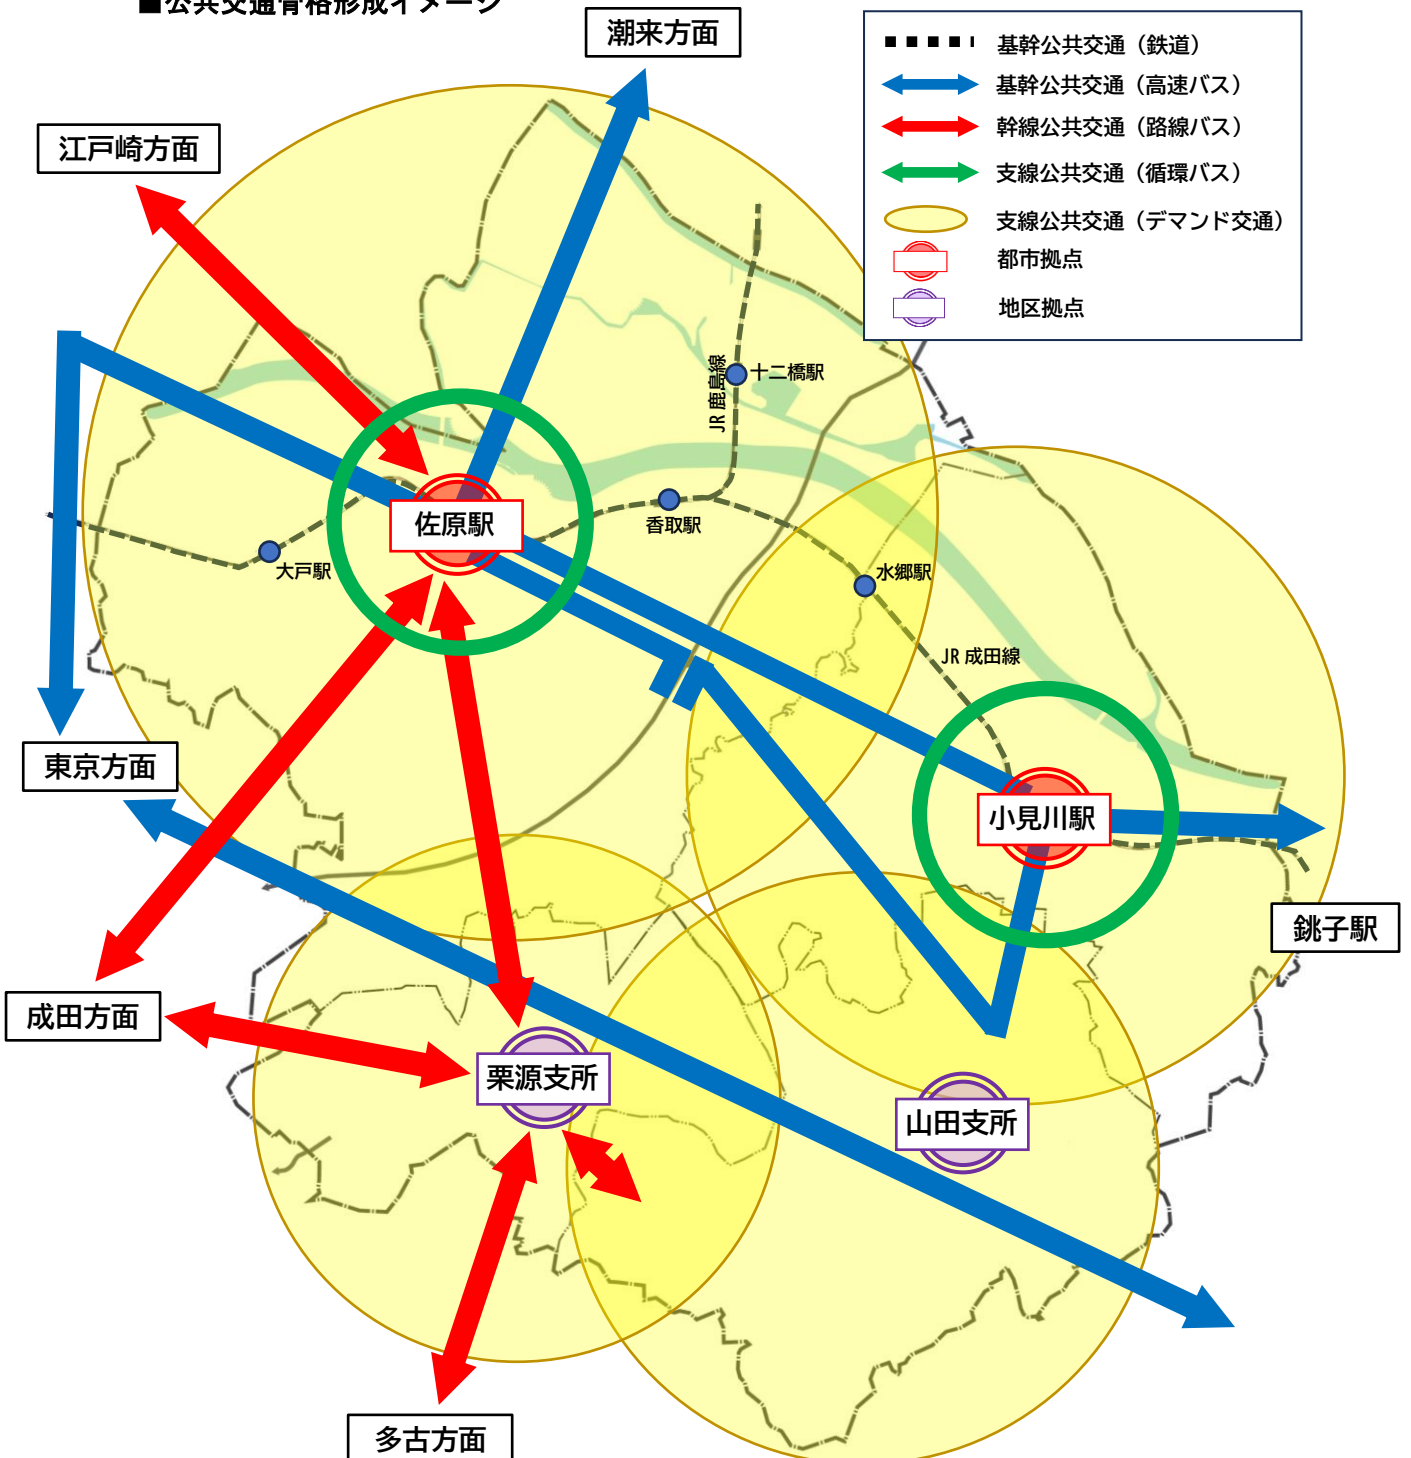 ■公共交通骨格形成イメージ
潮来方面
基幹公共交通（鉄道）
基幹公共交通（高速バス）
幹線公共交通（路線バス）
支線公共交通（循環バス）
支線公共交通（デマンド交通）
都市拠点
地区拠点
江戸崎方面
JR 鹿島線
十二橋駅
佐原駅
香取駅
大戸駅
水郷駅
JR 成田線
東京方面
小見川駅
銚子駅
成田方面
栗源支所
山田支所
多古方面